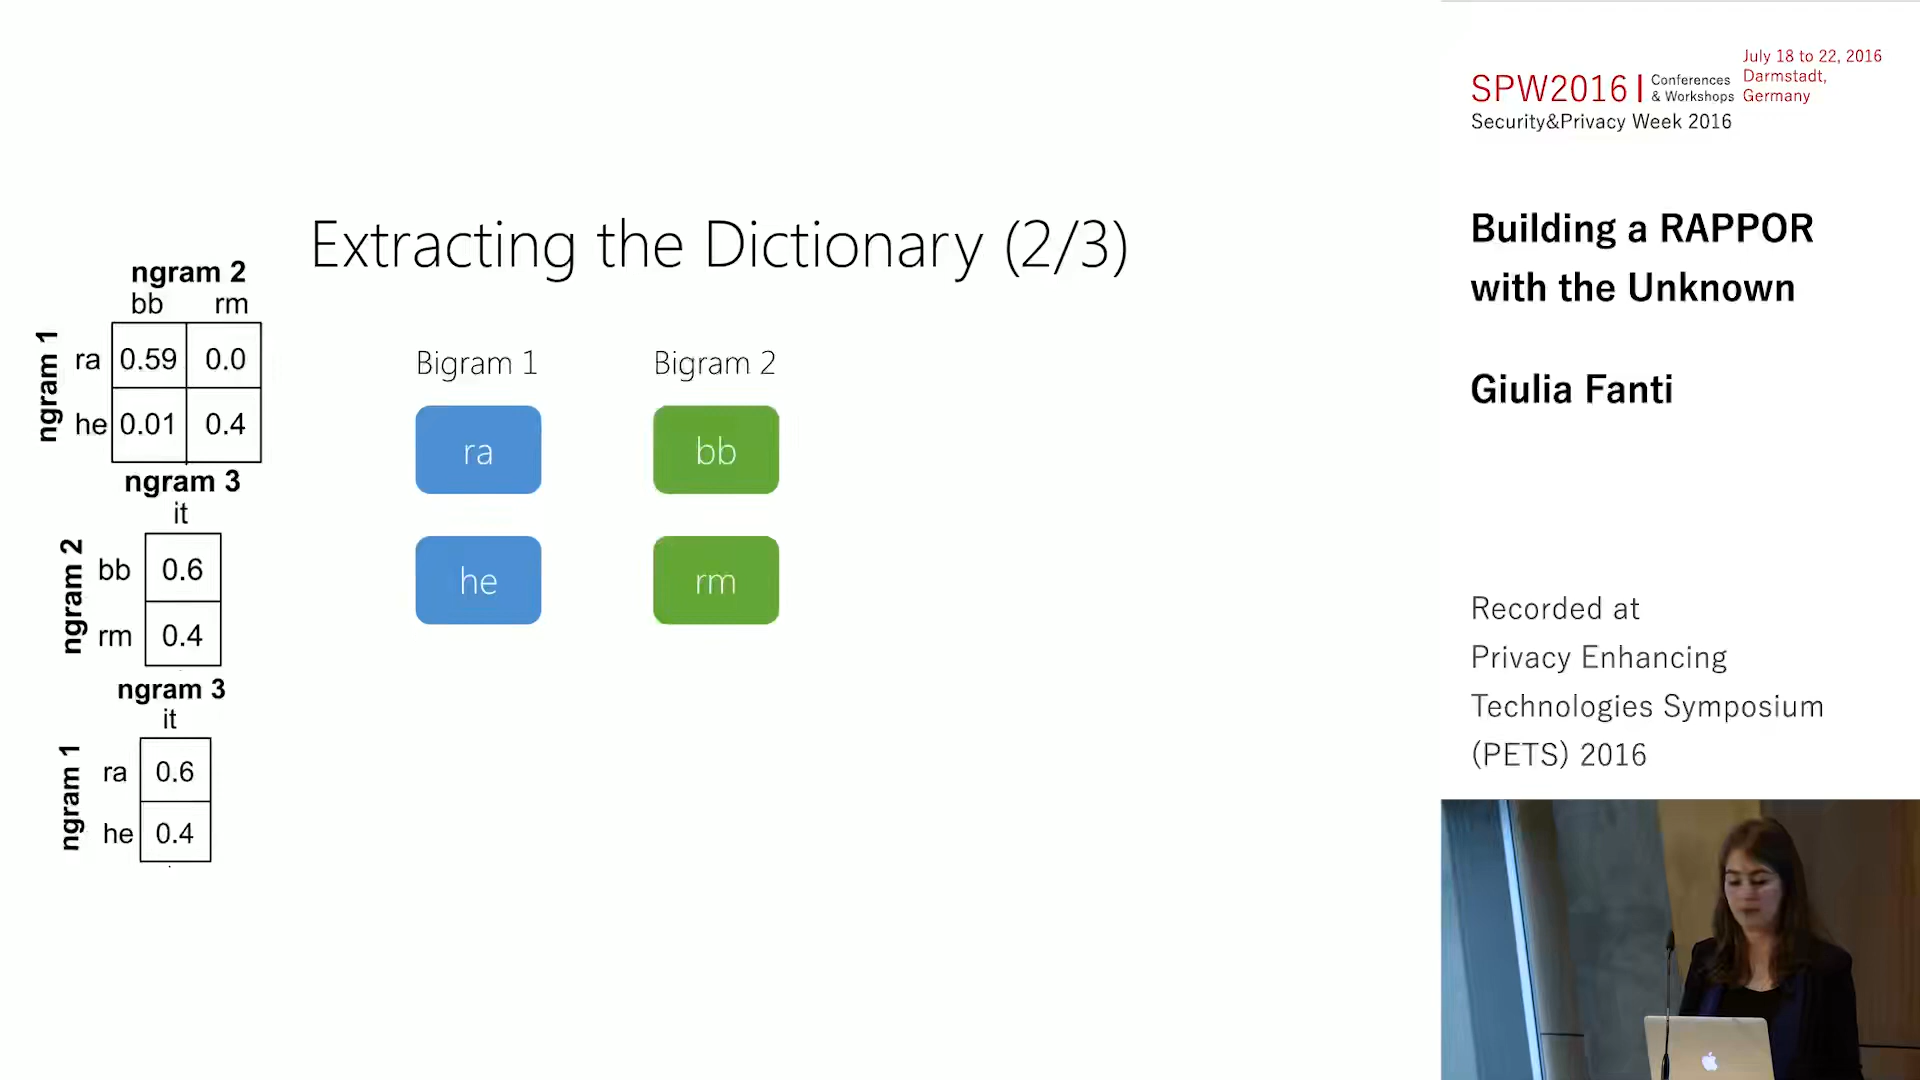 Extracting the Dictionary (2/3)
ngram 2
bb rm
ngram 1
ra 0.59 0.0
he 0.01 0.4
ngram 3
it
ngram 2
bb 0.6
rm 0.4
ngram 3
it
ngram 1
ra 0.6
he 0.4
Bigram 1 Bigram 2
ra bb
he rm
SPW2016 | Conferences & Workshops
July 18 to 22, 2016
Darmstadt,
Germany
Security&Privacy Week 2016
Building a RAPPOR
with the Unknown
Giulia Fanti
Recorded at
Privacy Enhancing
Technologies Symposium
(PETS) 2016